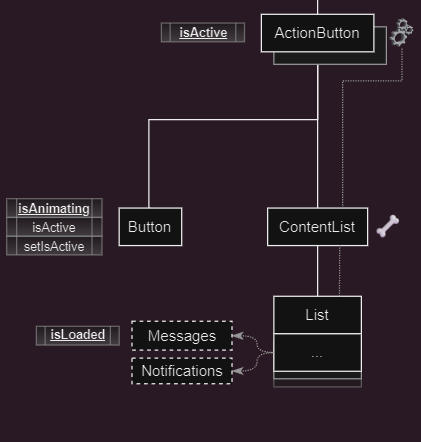 isActive
ActionButton
isAnimating
isActive
setIsActive
Button
ContentList
List
isLoaded
Messages
...
Notifications